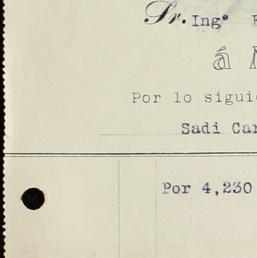 Sr. Ingº
á
Por lo
Sadi
Por 4,230